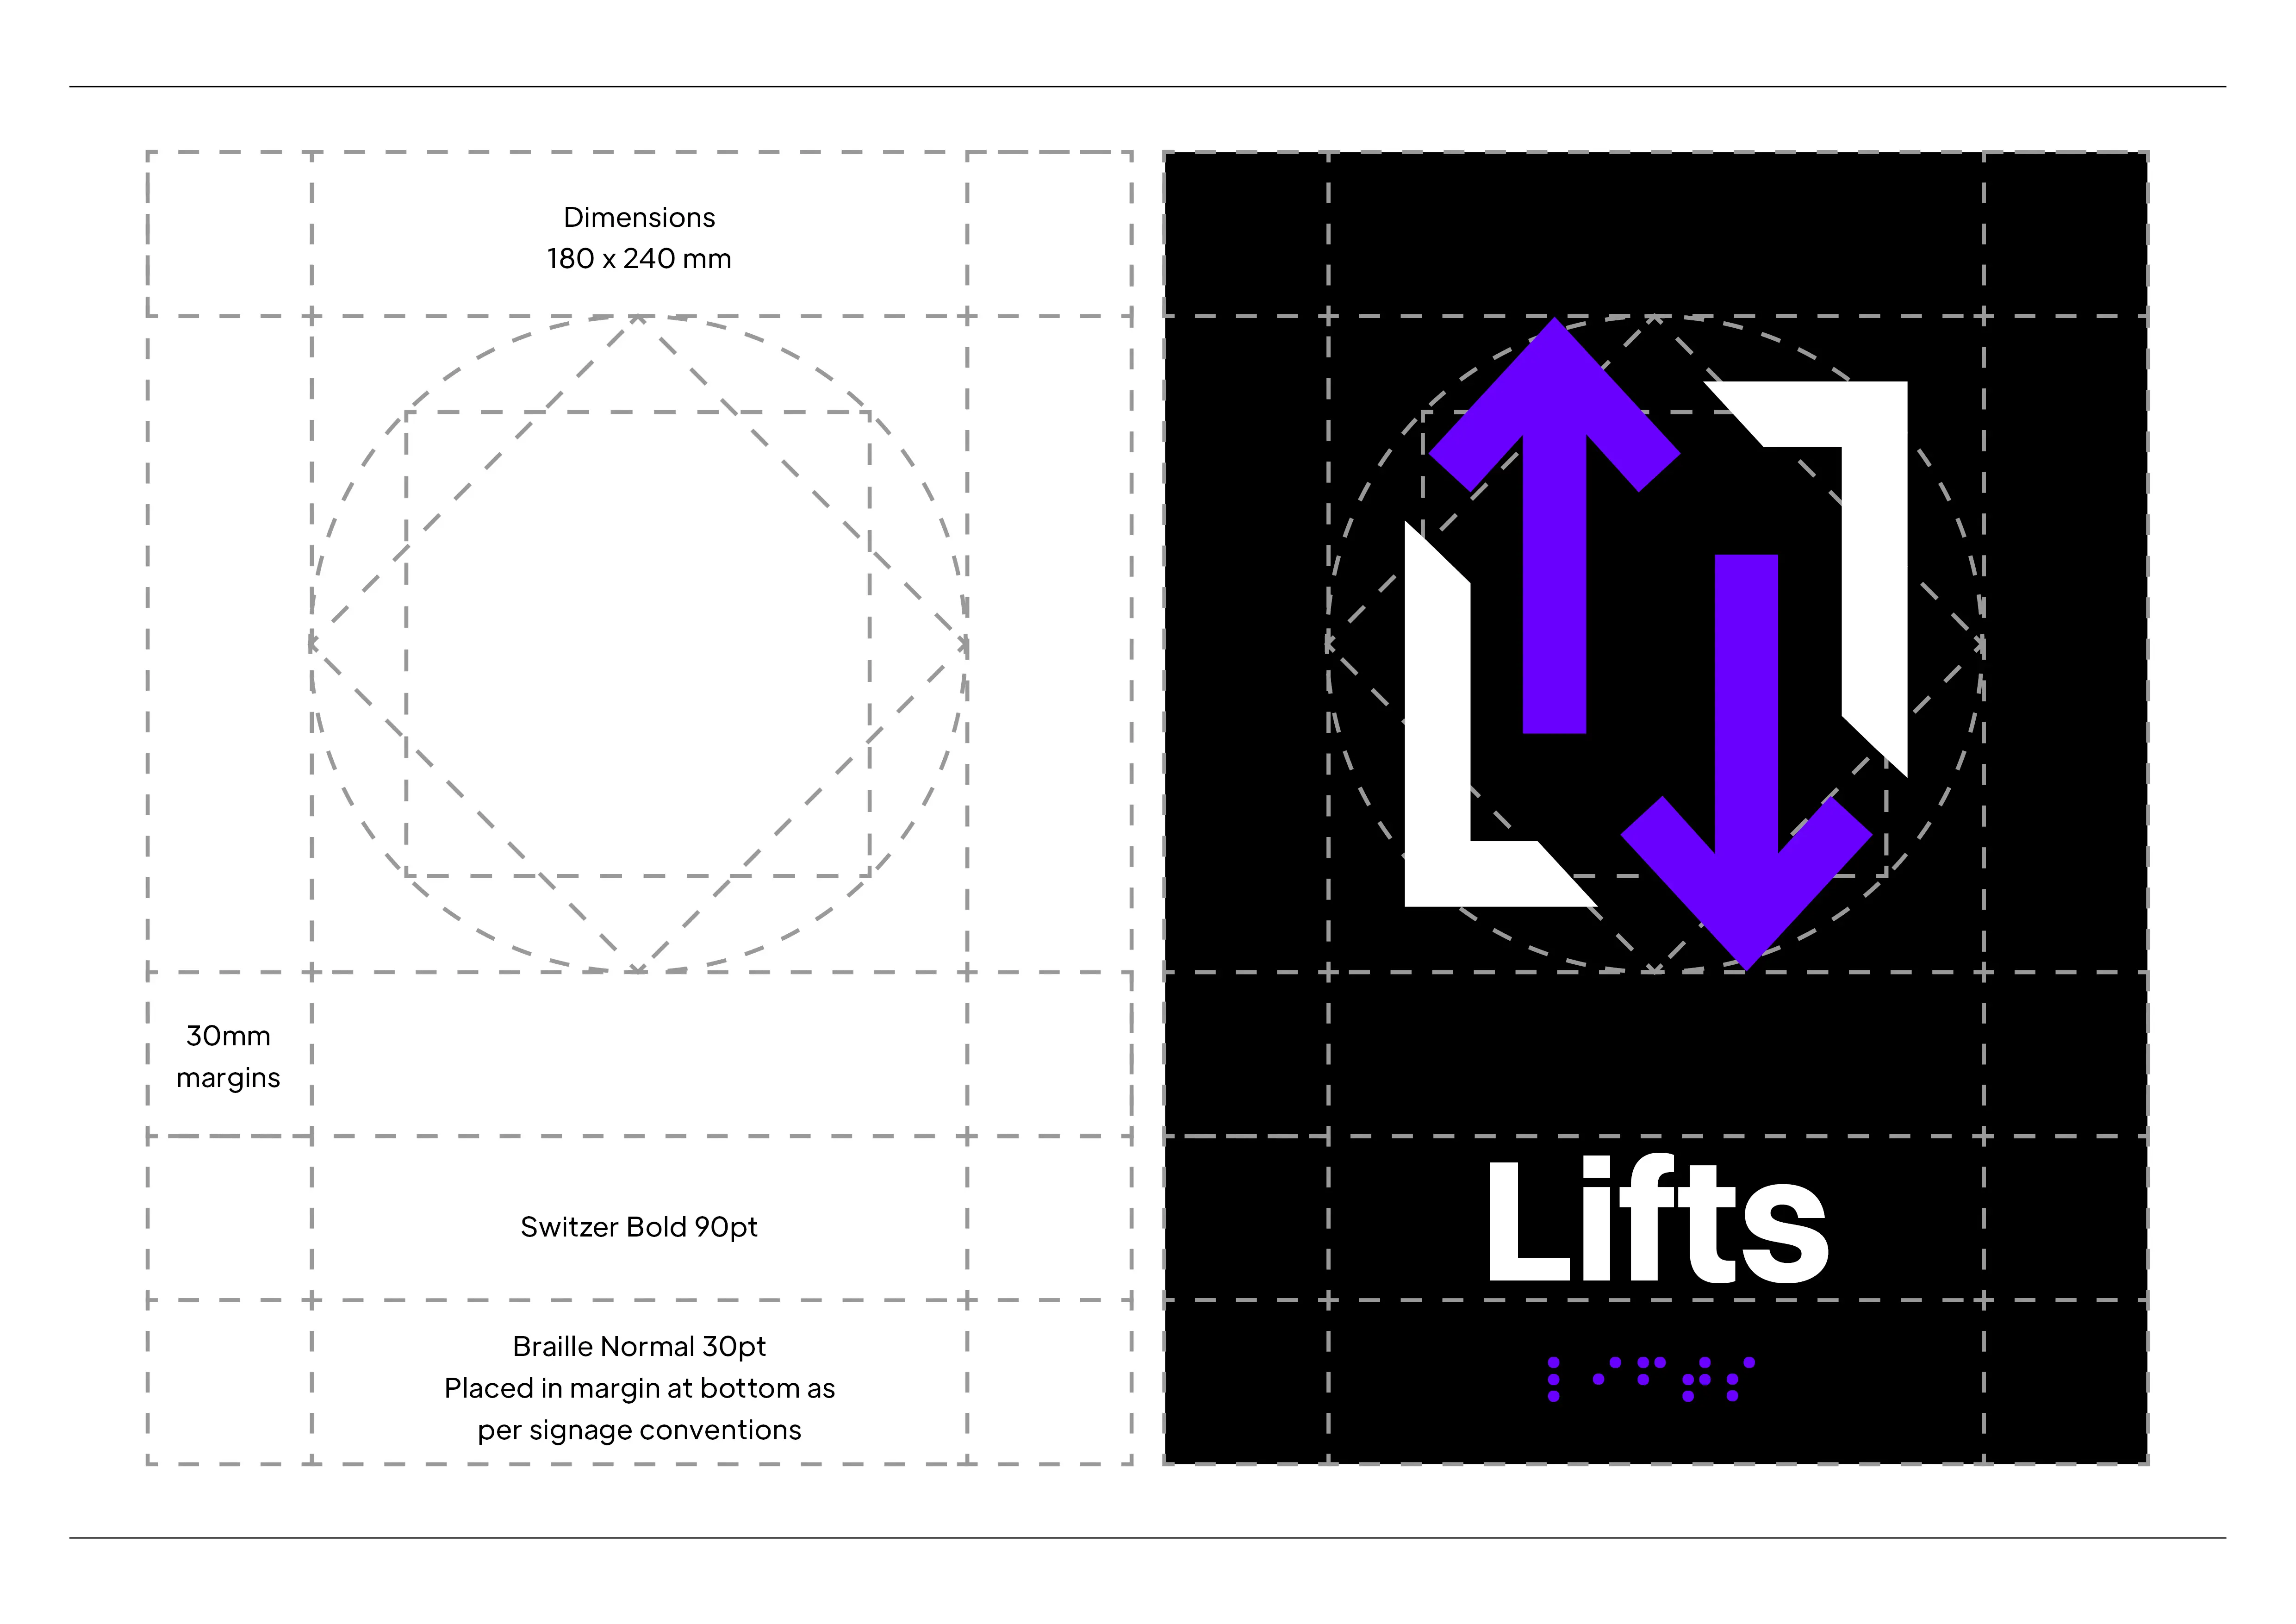 Dimensions
180 x 240 mm
30mm
margins
Switzer Bold 90pt
Braille Normal 30pt
Placed in margin at bottom as
per signage conventions
Lifts
⠇⠊⠋⠞⠎